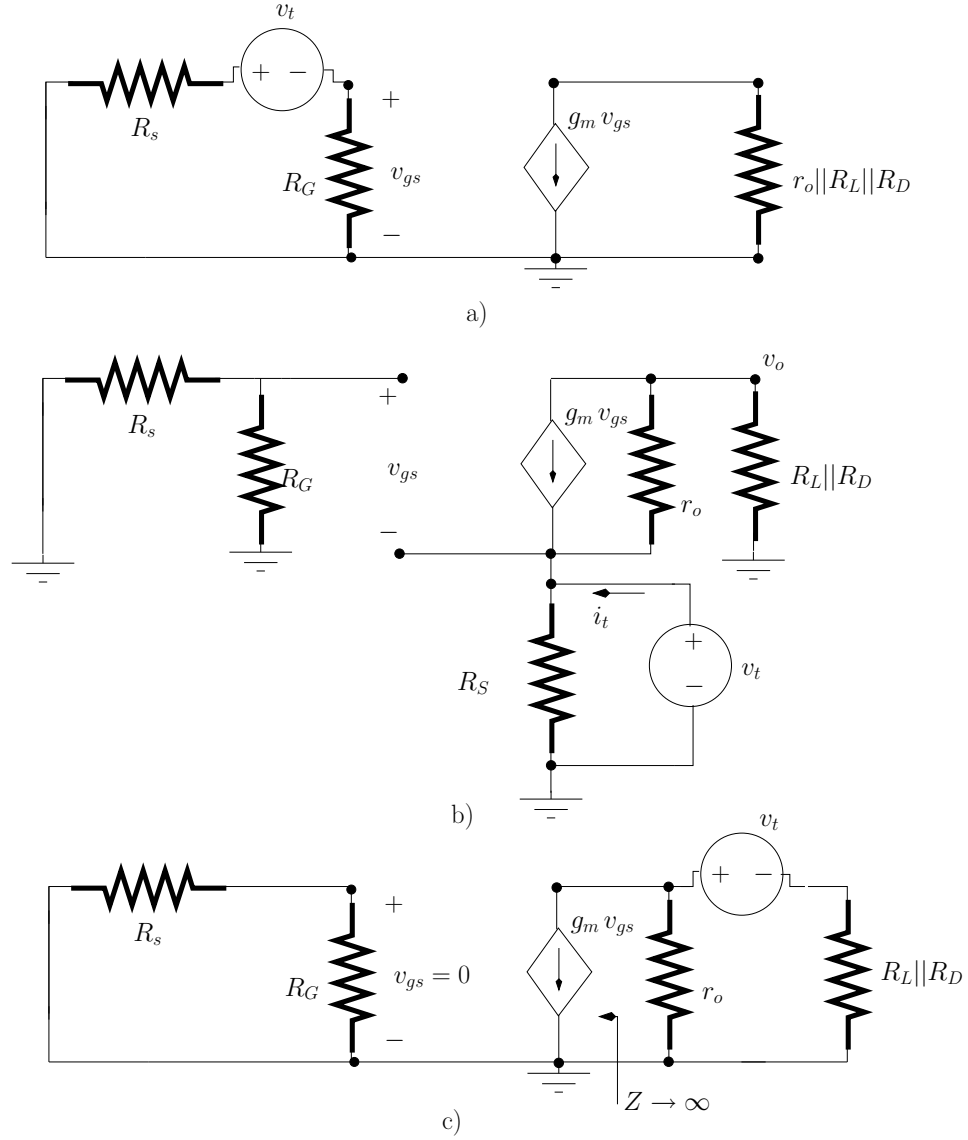 v_t
+ −
R_s
+
g_m v_gs
R_G
v_gs
r_o||R_L||R_D
−
a)
v_o
+
g_m v_gs
R_s
R_G
v_gs
r_o
R_L||R_D
−
i_t
+
R_S
v_t
−
b)
v_t
+ −
+
g_m v_gs
R_s
R_G
v_gs = 0
r_o
R_L||R_D
−
Z → ∞
c)